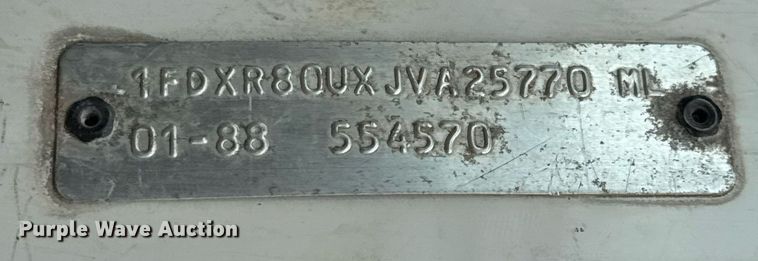 1FDXR80UXJVA25770 ML
01-88 554570
Purple Wave Auction